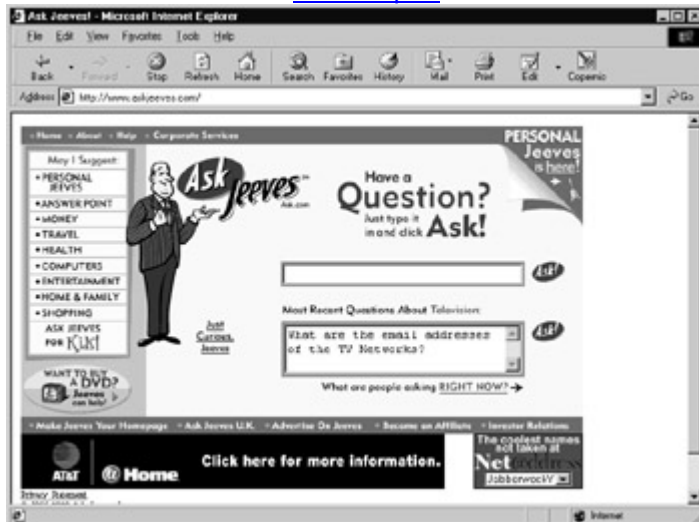 Ask Jeeves! - Microsoft Internet Explorer
File Edit View Favorites Tools Help
Back Forward Stop Refresh Home Search Favorites History Mail Print Edit Copernic
Address http://www.askjeeves.com/ Go
Home About Help Corporate Services
PERSONAL
Jeeves
is here!
May I Suggest:
PERSONAL
JEEVES
ANSWER POINT
MONEY
TRAVEL
HEALTH
COMPUTERS
ENTERTAINMENT
HOME & FAMILY
SHOPPING
ASK JEEVES
FOR Kids!
WANT TO BUY
A DVD?
Jeeves
can help!
Ask Jeeves
Ask.com
Just
Curious,
Jeeves
Have a
Question?
Just type it
in and click Ask!
Ask!
Most Recent Questions About Television:
What are the email addresses
of the TV Networks?
Ask!
What are people asking RIGHT NOW?
Make Jeeves Your Homepage Ask Jeeves U.K. Advertise On Jeeves Become an Affiliate Investor Relations
AT&T @Home Click here for more information.
The coolest names
not taken at
Netaddress
JabberwockY
Privacy Statement
Internet